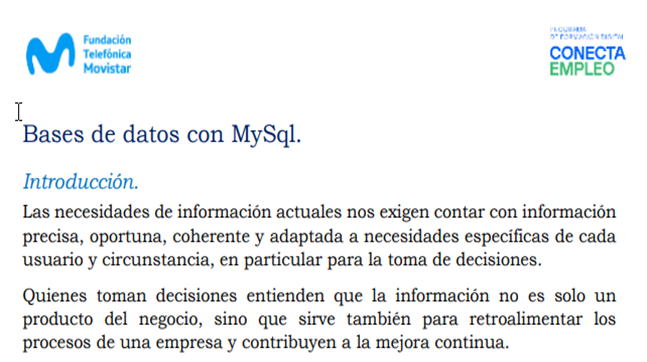 Fundación
Telefónica
Movistar
PROGRAMA
DE FORMACIÓN DIGITAL
CONECTA
EMPLEO
Bases de datos con MySql.
Introducción.
Las necesidades de información actuales nos exigen contar con información
precisa, oportuna, coherente y adaptada a necesidades específicas de cada
usuario y circunstancia, en particular para la toma de decisiones.
Quienes toman decisiones entienden que la información no es solo un
producto del negocio, sino que sirve también para retroalimentar los
procesos de una empresa y contribuyen a la mejora continua.